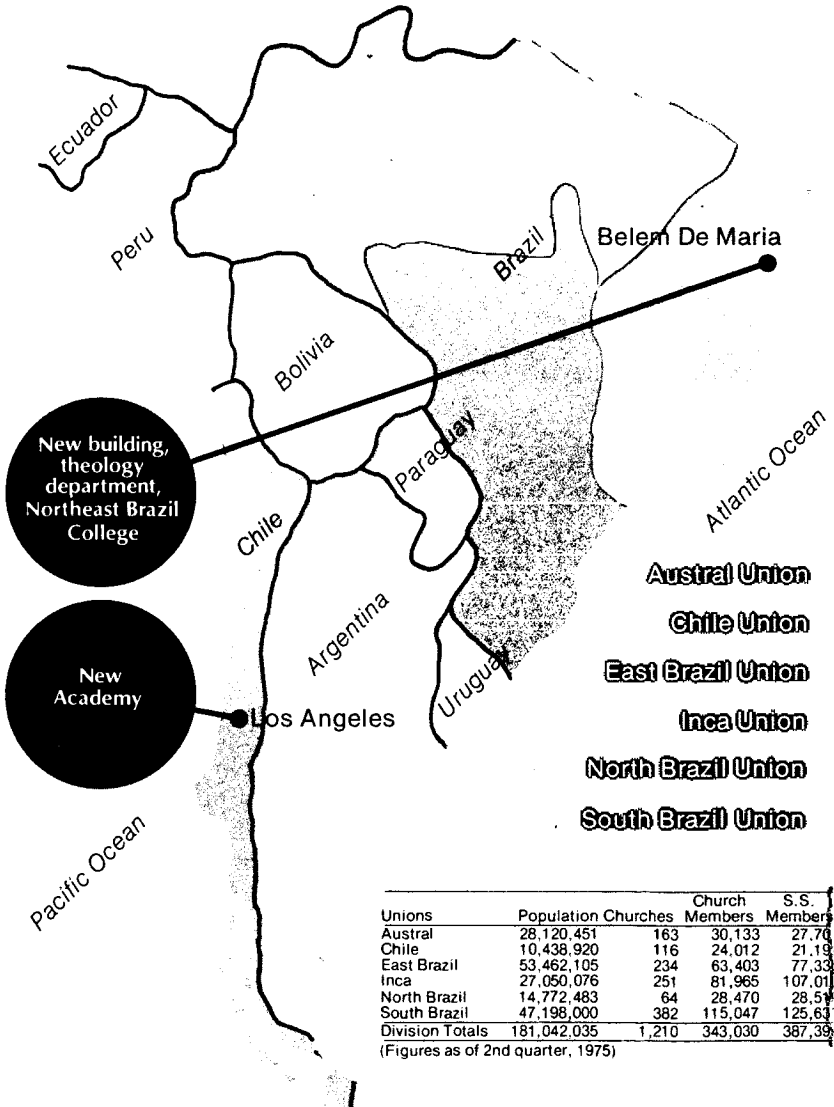 Ecuador
Peru
Brazil
Belem De Maria
Bolivia
New building,
theology
department,
Northeast Brazil
College
Paraguay
Atlantic Ocean
Chile
Argentina
Uruguay
New
Academy
Los Angeles
Pacific Ocean
Austral Union
Chile Union
East Brazil Union
Inca Union
North Brazil Union
South Brazil Union
Church S.S.
Unions Population Churches Members Members
Austral 28,120,451 163 30,133
Chile 10,438,920 116 24,012
East Brazil 53,462,105 234 63,403
Inca 27,050,076 251 81,965
North Brazil 14,772,483 64 28,470
South Brazil 47,198,000 382 115,047
Division Totals 181,042,035 1,210 343,030
(Figures as of 2nd quarter, 1975)